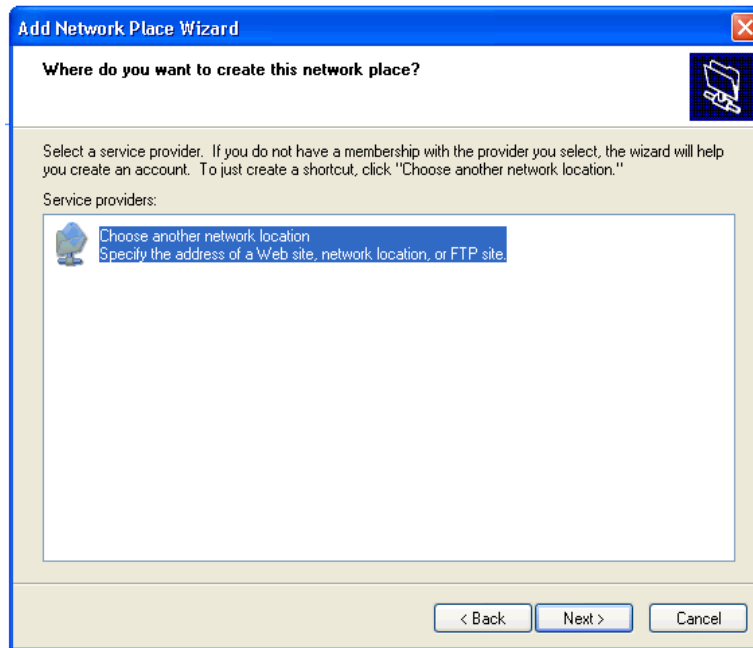 Add Network Place Wizard
Where do you want to create this network place?
Select a service provider. If you do not have a membership with the provider you select, the wizard will help
you create an account. To just create a shortcut, click "Choose another network location."
Service providers:
Choose another network location
Specify the address of a Web site, network location, or FTP site.
< Back Next > Cancel